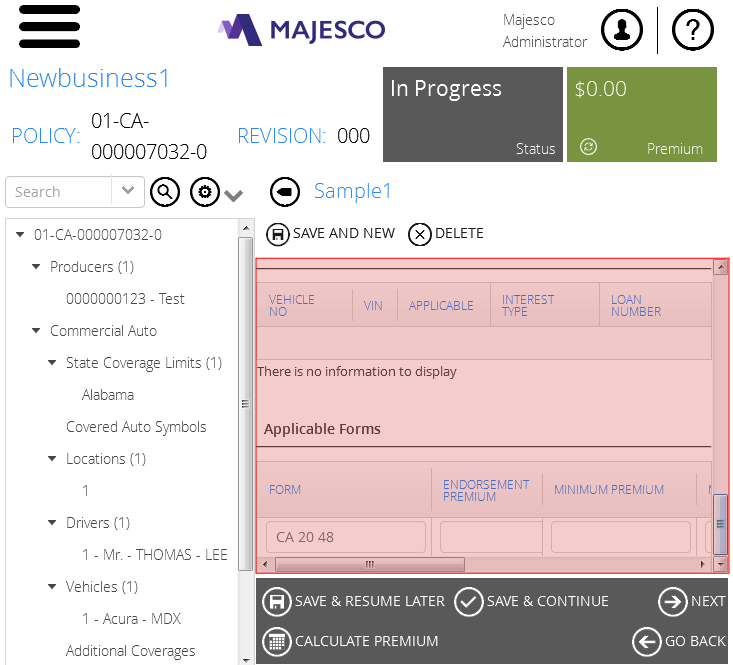 MAJESCO
Majesco
Administrator
?
Newbusiness1
POLICY:
01-CA-
000007032-0
REVISION: 000
In Progress
Status
$0.00
Premium
Search
Sample1
SAVE AND NEW
DELETE
01-CA-000007032-0
Producers (1)
0000000123 - Test
Commercial Auto
State Coverage Limits (1)
Alabama
Covered Auto Symbols
Locations (1)
1
Drivers (1)
1 - Mr. - THOMAS - LEE
Vehicles (1)
1 - Acura - MDX
Additional Coverages
VEHICLE
NO
VIN
APPLICABLE
INTEREST
TYPE
LOAN
NUMBER
There is no information to display
Applicable Forms
FORM
ENDORSEMENT
PREMIUM
MINIMUM PREMIUM
CA 20 48
SAVE & RESUME LATER
SAVE & CONTINUE
NEXT
CALCULATE PREMIUM
GO BACK